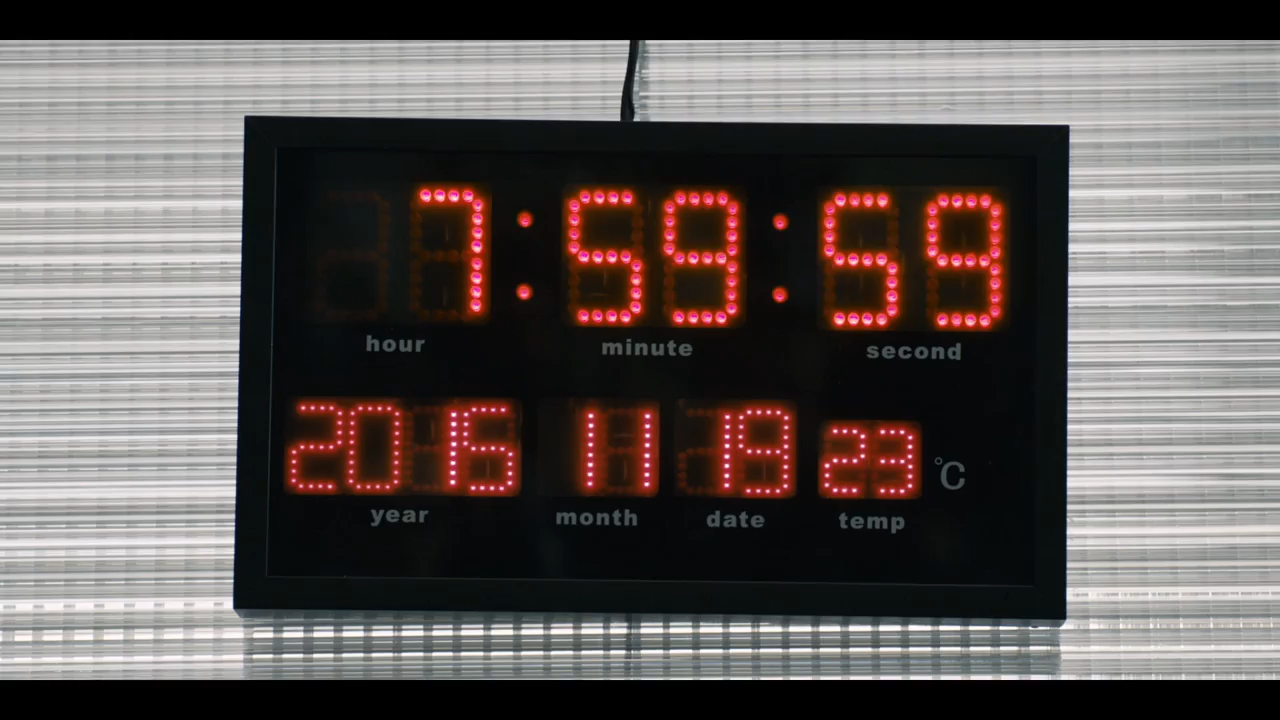 7:59:59
hour minute second
2016 11 19 23 °C
year month date temp